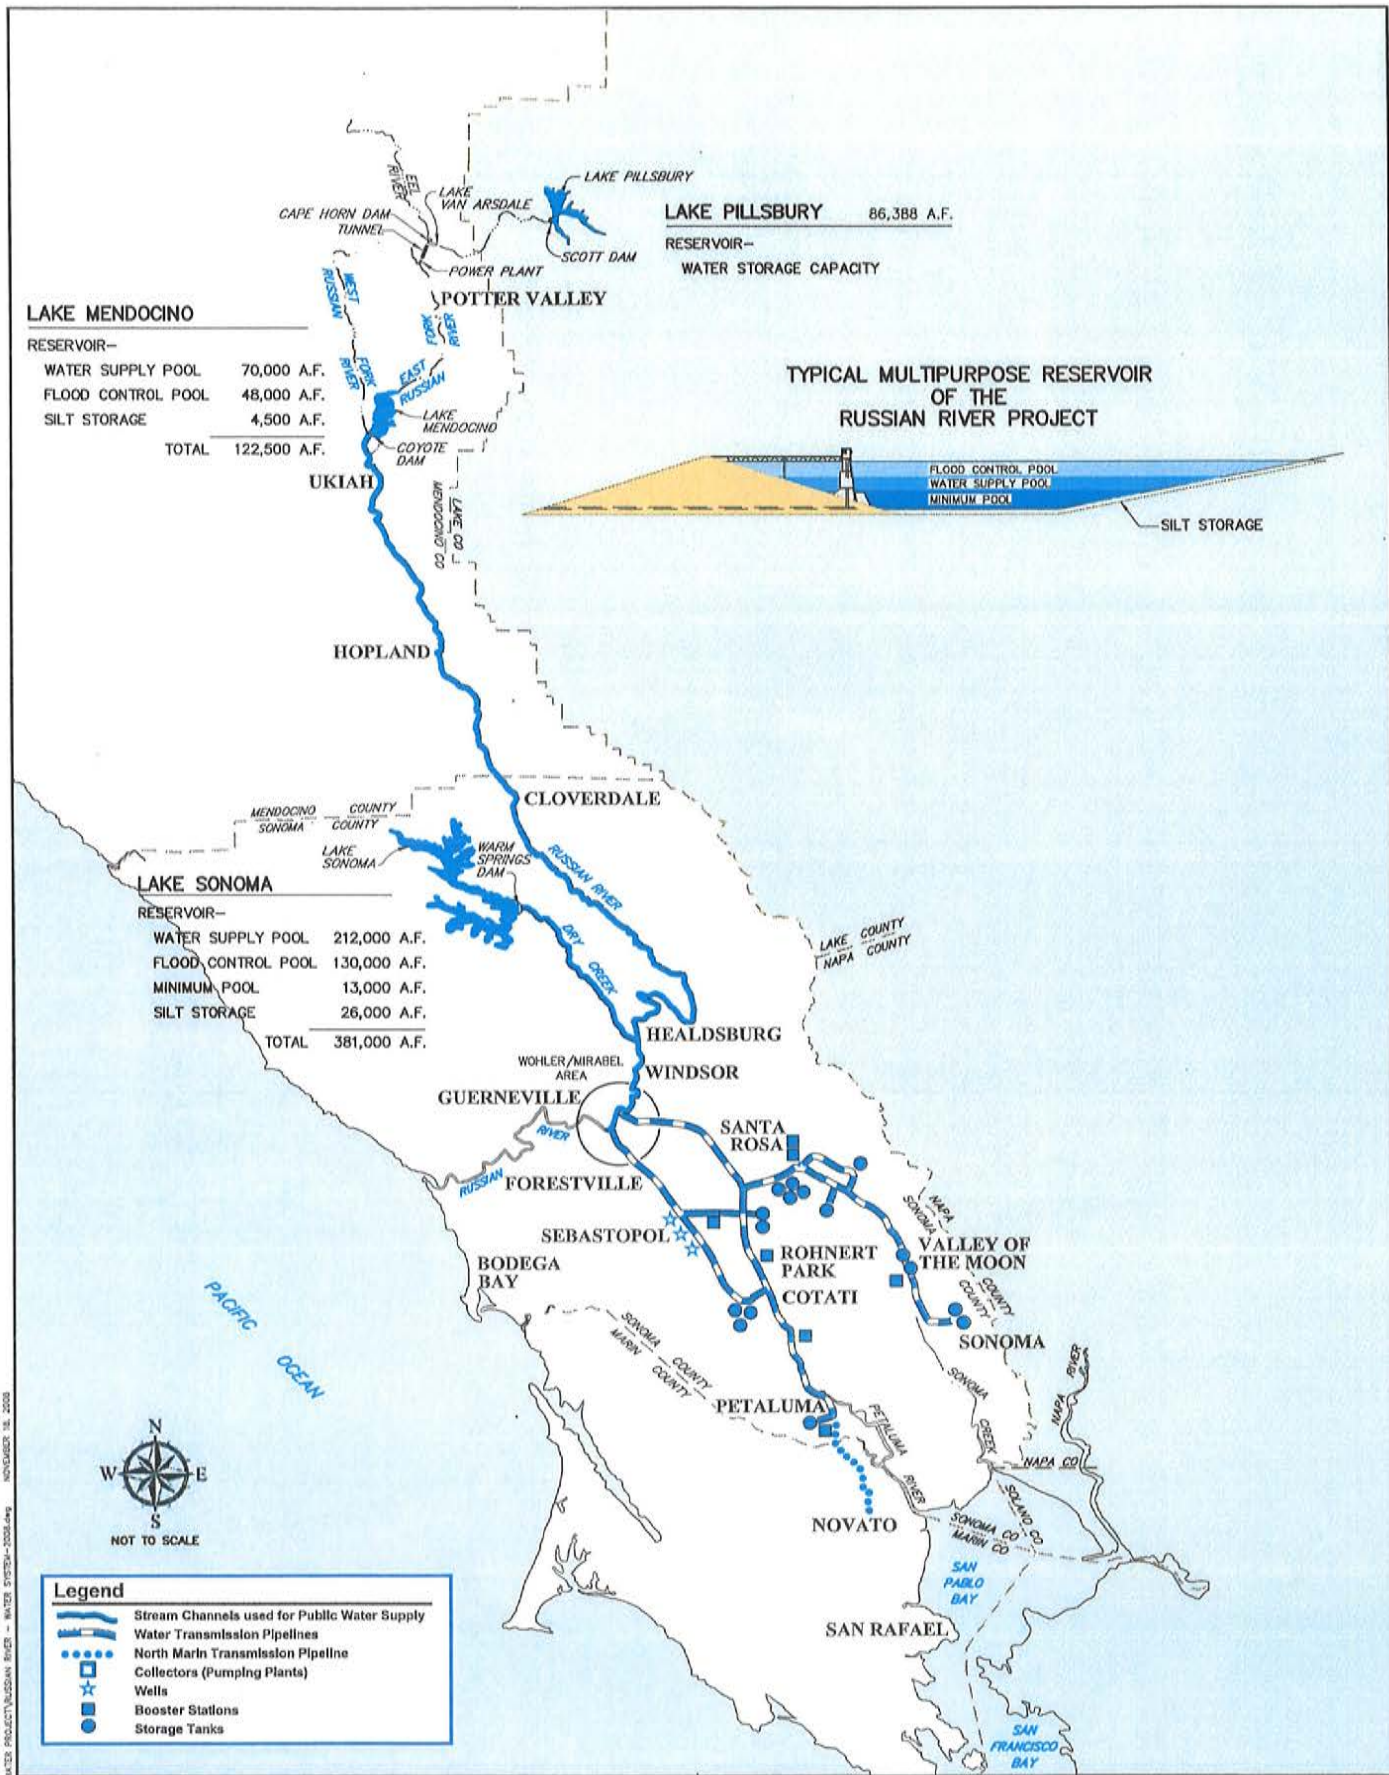 EEL
RIVER
LAKE
VAN ARSDALE
CAPE HORN DAM
TUNNEL
POWER PLANT
LAKE PILLSBURY
SCOTT DAM
LAKE PILLSBURY 86,388 A.F.
RESERVOIR–
WATER STORAGE CAPACITY
POTTER VALLEY
WEST
RUSSIAN
FORK
RIVER
FORK
RIVER
EAST
RUSSIAN
LAKE MENDOCINO
RESERVOIR–
WATER SUPPLY POOL 70,000 A.F.
FLOOD CONTROL POOL 48,000 A.F.
SILT STORAGE 4,500 A.F.
TOTAL 122,500 A.F.
LAKE
MENDOCINO
COYOTE
DAM
UKIAH
LAKE CO
MENDOCINO CO
TYPICAL MULTIPURPOSE RESERVOIR
OF THE
RUSSIAN RIVER PROJECT
FLOOD CONTROL POOL
WATER SUPPLY POOL
MINIMUM POOL
SILT STORAGE
HOPLAND
CLOVERDALE
MENDOCINO COUNTY
SONOMA COUNTY
LAKE
SONOMA
WARM
SPRINGS
DAM
RUSSIAN RIVER
LAKE SONOMA
RESERVOIR–
WATER SUPPLY POOL 212,000 A.F.
FLOOD CONTROL POOL 130,000 A.F.
MINIMUM POOL 13,000 A.F.
SILT STORAGE 26,000 A.F.
TOTAL 381,000 A.F.
DRY
CREEK
LAKE COUNTY
NAPA COUNTY
HEALDSBURG
WOHLER/MIRABEL
AREA
WINDSOR
GUERNEVILLE
SANTA
ROSA
RUSSIAN RIVER
FORESTVILLE
SEBASTOPOL
NAPA COUNTY
SONOMA COUNTY
VALLEY OF
THE MOON
ROHNERT
PARK
BODEGA
BAY
COTATI
SONOMA
PACIFIC
OCEAN
SONOMA COUNTY
MARIN COUNTY
PETALUMA
PETALUMA
RIVER
SONOMA
CREEK
NAPA RIVER
NAPA CO
SOLANO CO
SONOMA CO
MARIN CO
NOVATO
SAN
PABLO
BAY
SAN RAFAEL
SAN
FRANCISCO
BAY
N
W E
S
NOT TO SCALE
Legend
Stream Channels used for Public Water Supply
Water Transmission Pipelines
North Marin Transmission Pipeline
Collectors (Pumping Plants)
Wells
Booster Stations
Storage Tanks
WATER SYSTEM-2008.dwg NOVEMBER 18, 2008